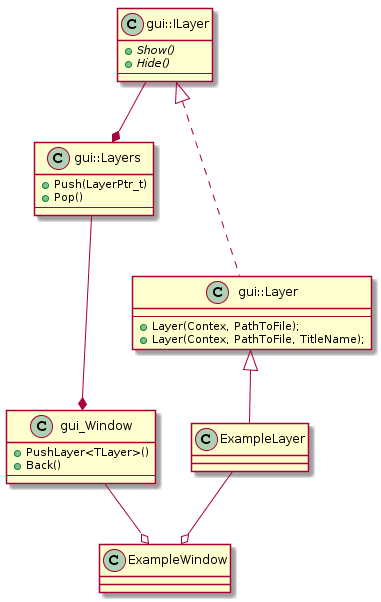 C gui::ILayer
Show()
Hide()
C gui::Layers
Push(LayerPtr_t)
Pop()
C gui::Layer
Layer(Contex, PathToFile);
Layer(Contex, PathToFile, TitleName);
C gui_Window
PushLayer<TLayer>()
Back()
C ExampleLayer
C ExampleWindow